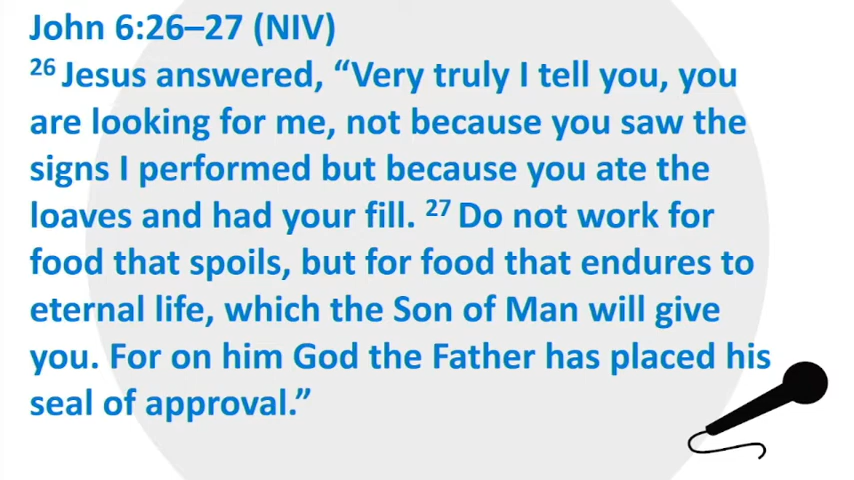 John 6:26–27 (NIV)
26 Jesus answered, “Very truly I tell you, you
are looking for me, not because you saw the
signs I performed but because you ate the
loaves and had your fill. 27 Do not work for
food that spoils, but for food that endures to
eternal life, which the Son of Man will give
you. For on him God the Father has placed his
seal of approval.”